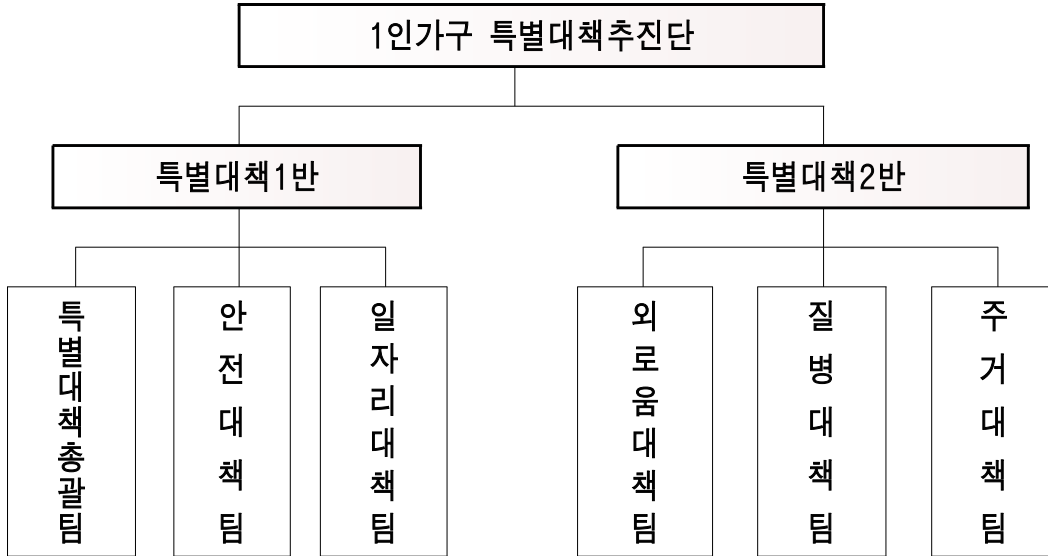 1인가구 특별대책추진단
특별대책1반
특별대책2반
특별대책총괄팀
안전대책팀
일자리대책팀
외로움대책팀
질병대책팀
주거대책팀